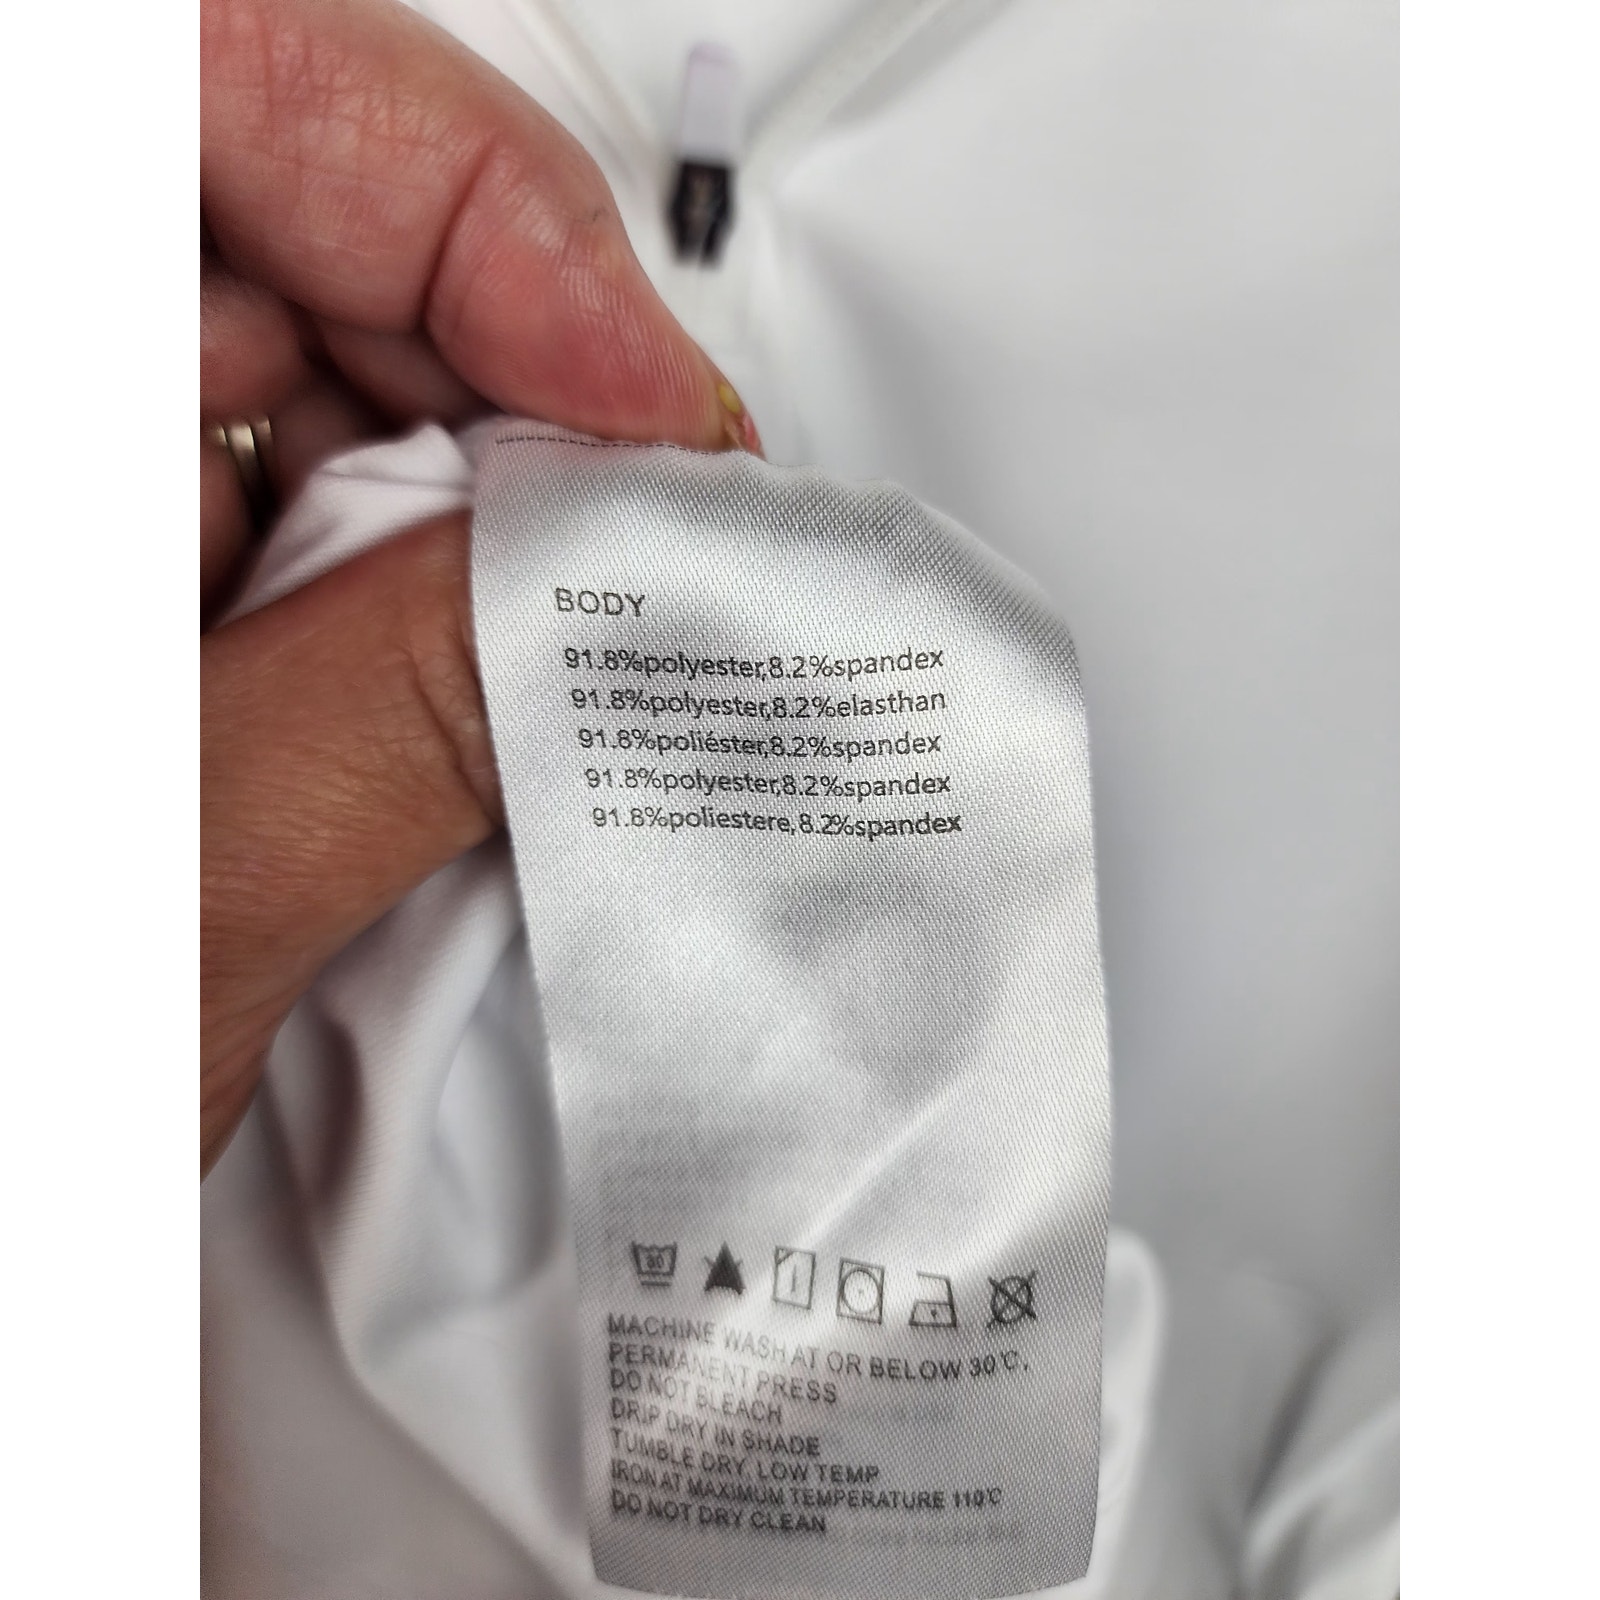 BODY
91.8%polyester,8.2%spandex
91.8%polyester,8.2%elasthan
91.8%poliéster,8.2%spandex
91.8%polyester,8.2%spandex
91.8%poliestere,8.2%spandex
30
MACHINE WASH AT OR BELOW 30℃.
PERMANENT PRESS
DO NOT BLEACH
DRIP DRY IN SHADE
TUMBLE DRY, LOW TEMP
IRON AT MAXIMUM TEMPERATURE 110℃
DO NOT DRY CLEAN